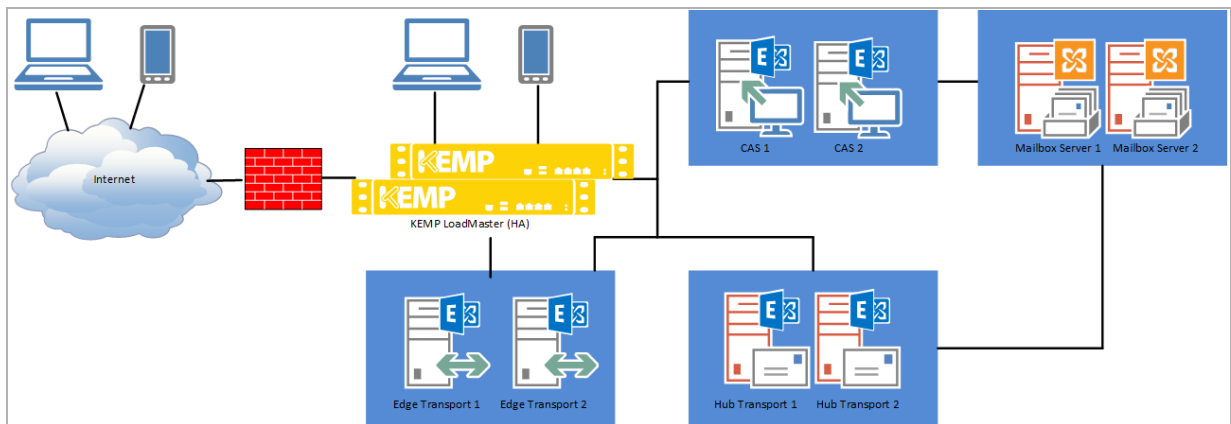 Internet
KEMP
KEMP
KEMP LoadMaster (HA)
E
E
CAS 1
CAS 2
Mailbox Server 1
Mailbox Server 2
E
E
Edge Transport 1
Edge Transport 2
E
E
Hub Transport 1
Hub Transport 2